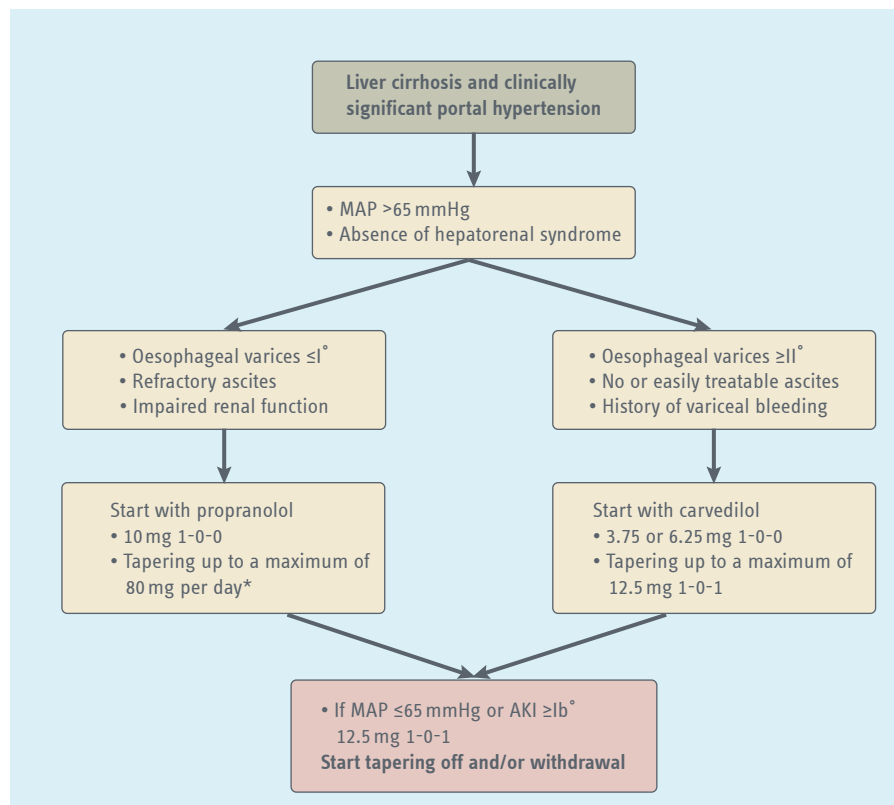 Liver cirrhosis and clinically
significant portal hypertension
• MAP >65 mmHg
• Absence of hepatorenal syndrome
• Oesophageal varices ≤I°
• Refractory ascites
• Impaired renal function
• Oesophageal varices ≥II°
• No or easily treatable ascites
• History of variceal bleeding
Start with propranolol
• 10 mg 1-0-0
• Tapering up to a maximum of
80 mg per day*
Start with carvedilol
• 3.75 or 6.25 mg 1-0-0
• Tapering up to a maximum of
12.5 mg 1-0-1
• If MAP ≤65 mmHg or AKI ≥Ib°
12.5 mg 1-0-1
Start tapering off and/or withdrawal